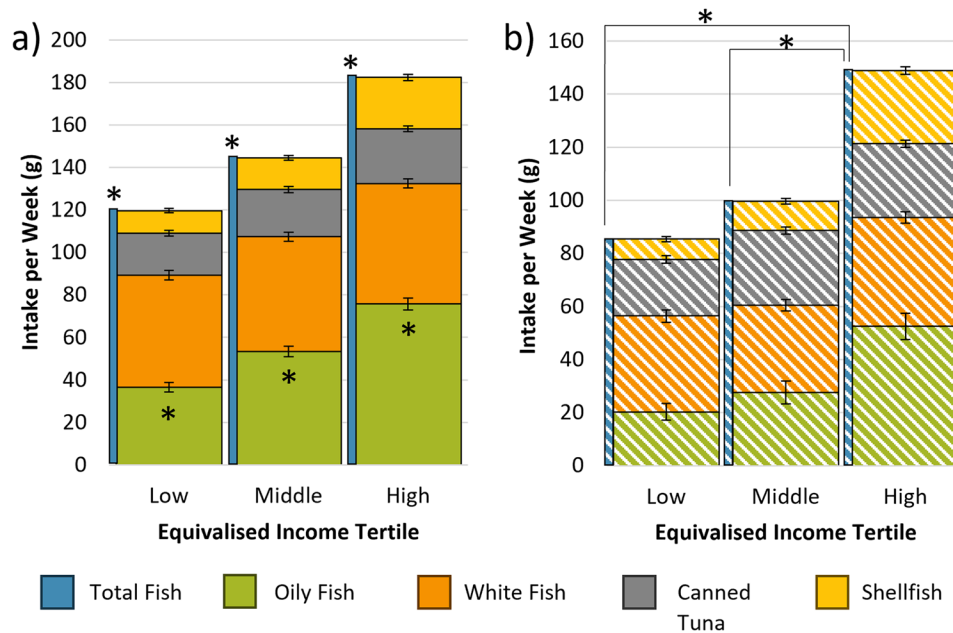 a)
*
*
*
*
*
*
200
180
160
140
120
100
80
60
40
20
0
Intake per Week (g)
Low Middle High
Equivalised Income Tertile
b)
*
*
160
140
120
100
80
60
40
20
0
Intake per Week (g)
Low Middle High
Equivalised Income Tertile
Total Fish
Oily Fish
White Fish
Canned
Tuna
Shellfish